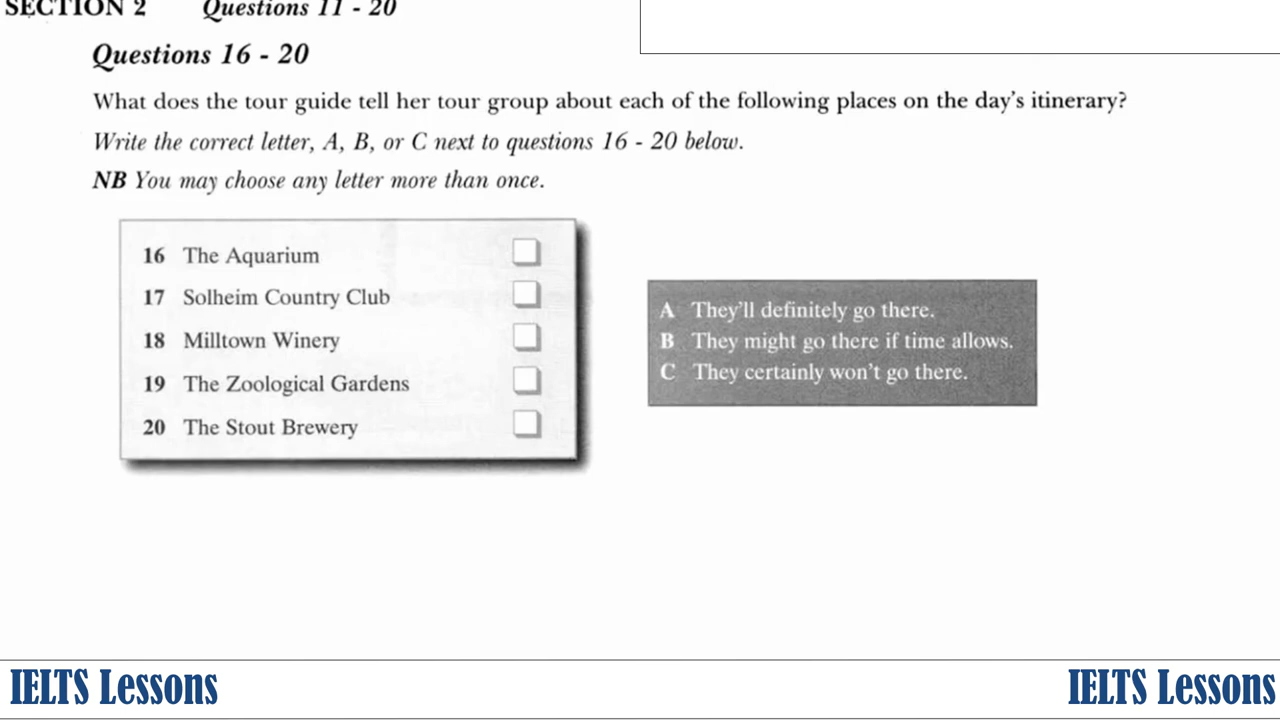 SECTION 2 Questions 11 - 20
Questions 16 - 20
What does the tour guide tell her tour group about each of the following places on the day's itinerary?
Write the correct letter, A, B, or C next to questions 16 - 20 below.
NB You may choose any letter more than once.
16 The Aquarium
17 Solheim Country Club
18 Milltown Winery
19 The Zoological Gardens
20 The Stout Brewery
A They'll definitely go there.
B They might go there if time allows.
C They certainly won't go there.
IELTS Lessons IELTS Lessons